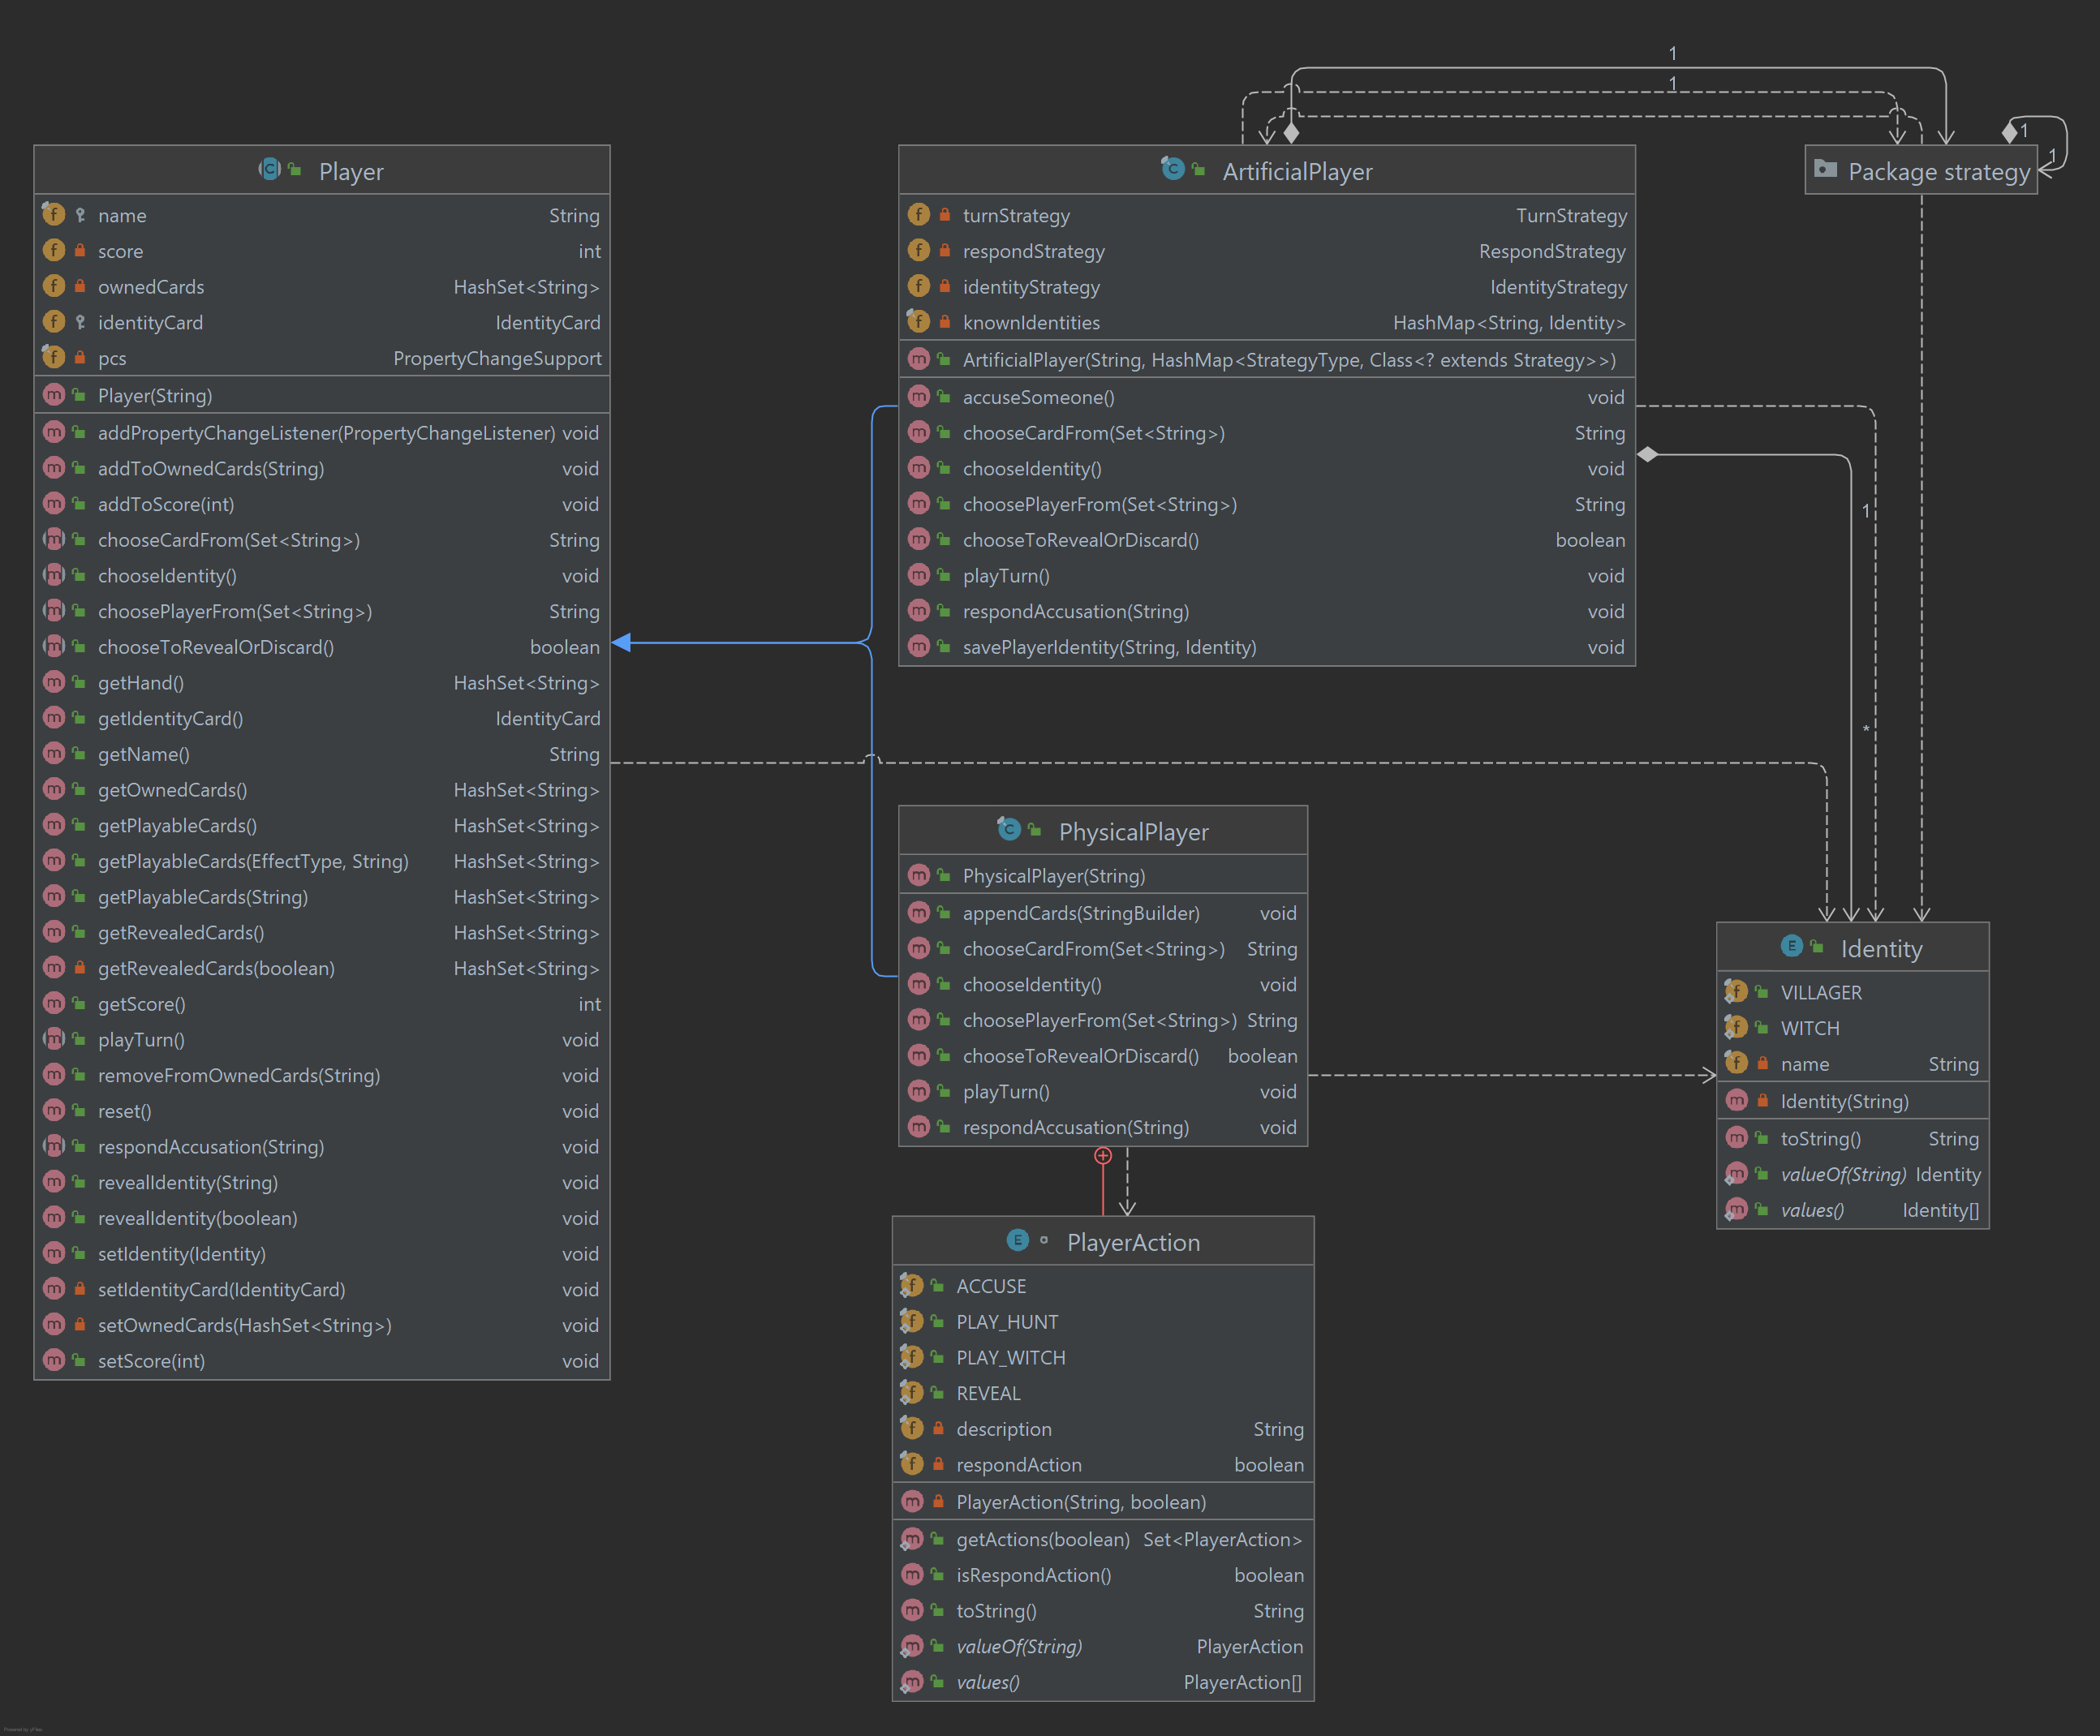 1
1
1
1
Player
name String
score int
ownedCards HashSet<String>
identityCard IdentityCard
pcs PropertyChangeSupport
Player(String)
addPropertyChangeListener(PropertyChangeListener) void
addToOwnedCards(String) void
addToScore(int) void
chooseCardFrom(Set<String>) String
chooseIdentity() void
choosePlayerFrom(Set<String>) String
chooseToRevealOrDiscard() boolean
getHand() HashSet<String>
getIdentityCard() IdentityCard
getName() String
getOwnedCards() HashSet<String>
getPlayableCards() HashSet<String>
getPlayableCards(EffectType, String) HashSet<String>
getPlayableCards(String) HashSet<String>
getRevealedCards() HashSet<String>
getRevealedCards(boolean) HashSet<String>
getScore() int
playTurn() void
removeFromOwnedCards(String) void
reset() void
respondAccusation(String) void
revealIdentity(String) void
revealIdentity(boolean) void
setIdentity(Identity) void
setIdentityCard(IdentityCard) void
setOwnedCards(HashSet<String>) void
setScore(int) void
ArtificialPlayer
turnStrategy TurnStrategy
respondStrategy RespondStrategy
identityStrategy IdentityStrategy
knownIdentities HashMap<String, Identity>
ArtificialPlayer(String, HashMap<StrategyType, Class<? extends Strategy>>)
accuseSomeone() void
chooseCardFrom(Set<String>) String
chooseIdentity() void
choosePlayerFrom(Set<String>) String
chooseToRevealOrDiscard() boolean
playTurn() void
respondAccusation(String) void
savePlayerIdentity(String, Identity) void
Package strategy
1
*
PhysicalPlayer
PhysicalPlayer(String)
appendCards(StringBuilder) void
chooseCardFrom(Set<String>) String
chooseIdentity() void
choosePlayerFrom(Set<String>) String
chooseToRevealOrDiscard() boolean
playTurn() void
respondAccusation(String) void
Identity
VILLAGER
WITCH
name String
Identity(String)
toString() String
valueOf(String) Identity
values() Identity[]
PlayerAction
ACCUSE
PLAY_HUNT
PLAY_WITCH
REVEAL
description String
respondAction boolean
PlayerAction(String, boolean)
getActions(boolean) Set<PlayerAction>
isRespondAction() boolean
toString() String
valueOf(String) PlayerAction
values() PlayerAction[]
Powered by yFiles